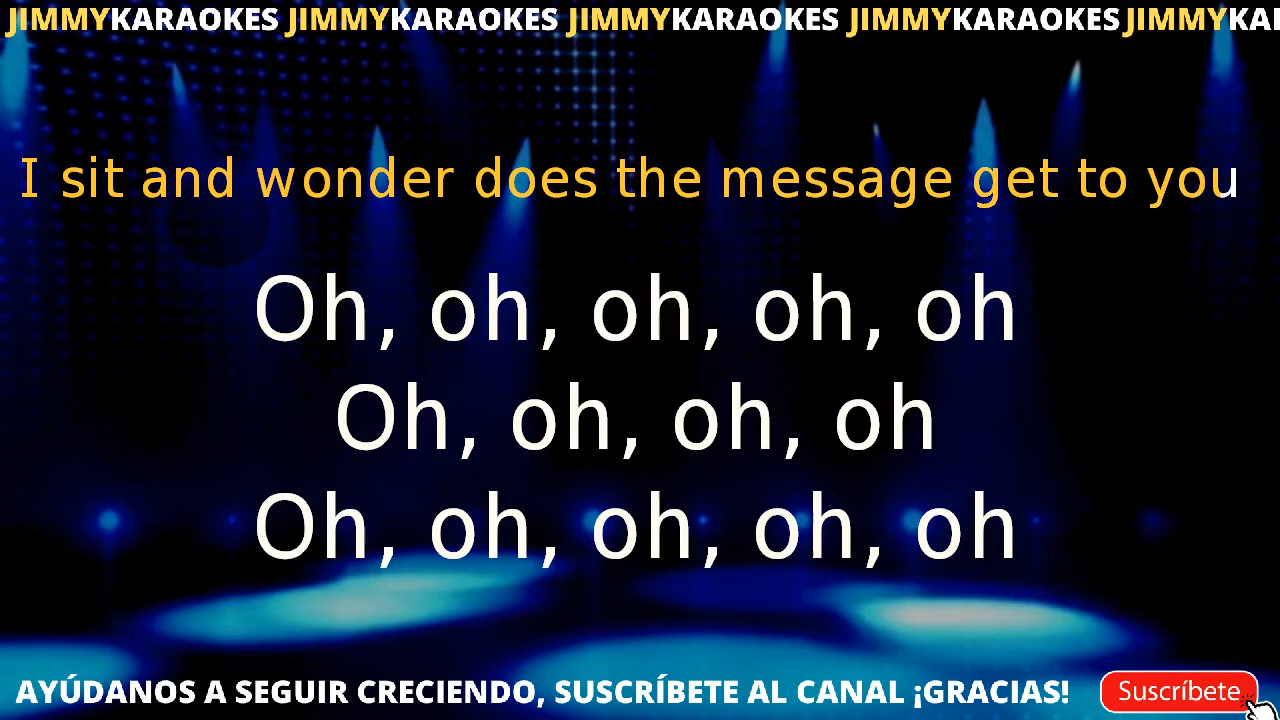 JIMMYKARAOKES JIMMYKARAOKES JIMMYKARAOKES JIMMYKARAOKES JIMMYKA
I sit and wonder does the message get to you
Oh, oh, oh, oh, oh
Oh, oh, oh, oh
Oh, oh, oh, oh, oh
AYÚDANOS A SEGUIR CRECIENDO, SUSCRÍBETE AL CANAL ¡GRACIAS! Suscríbete